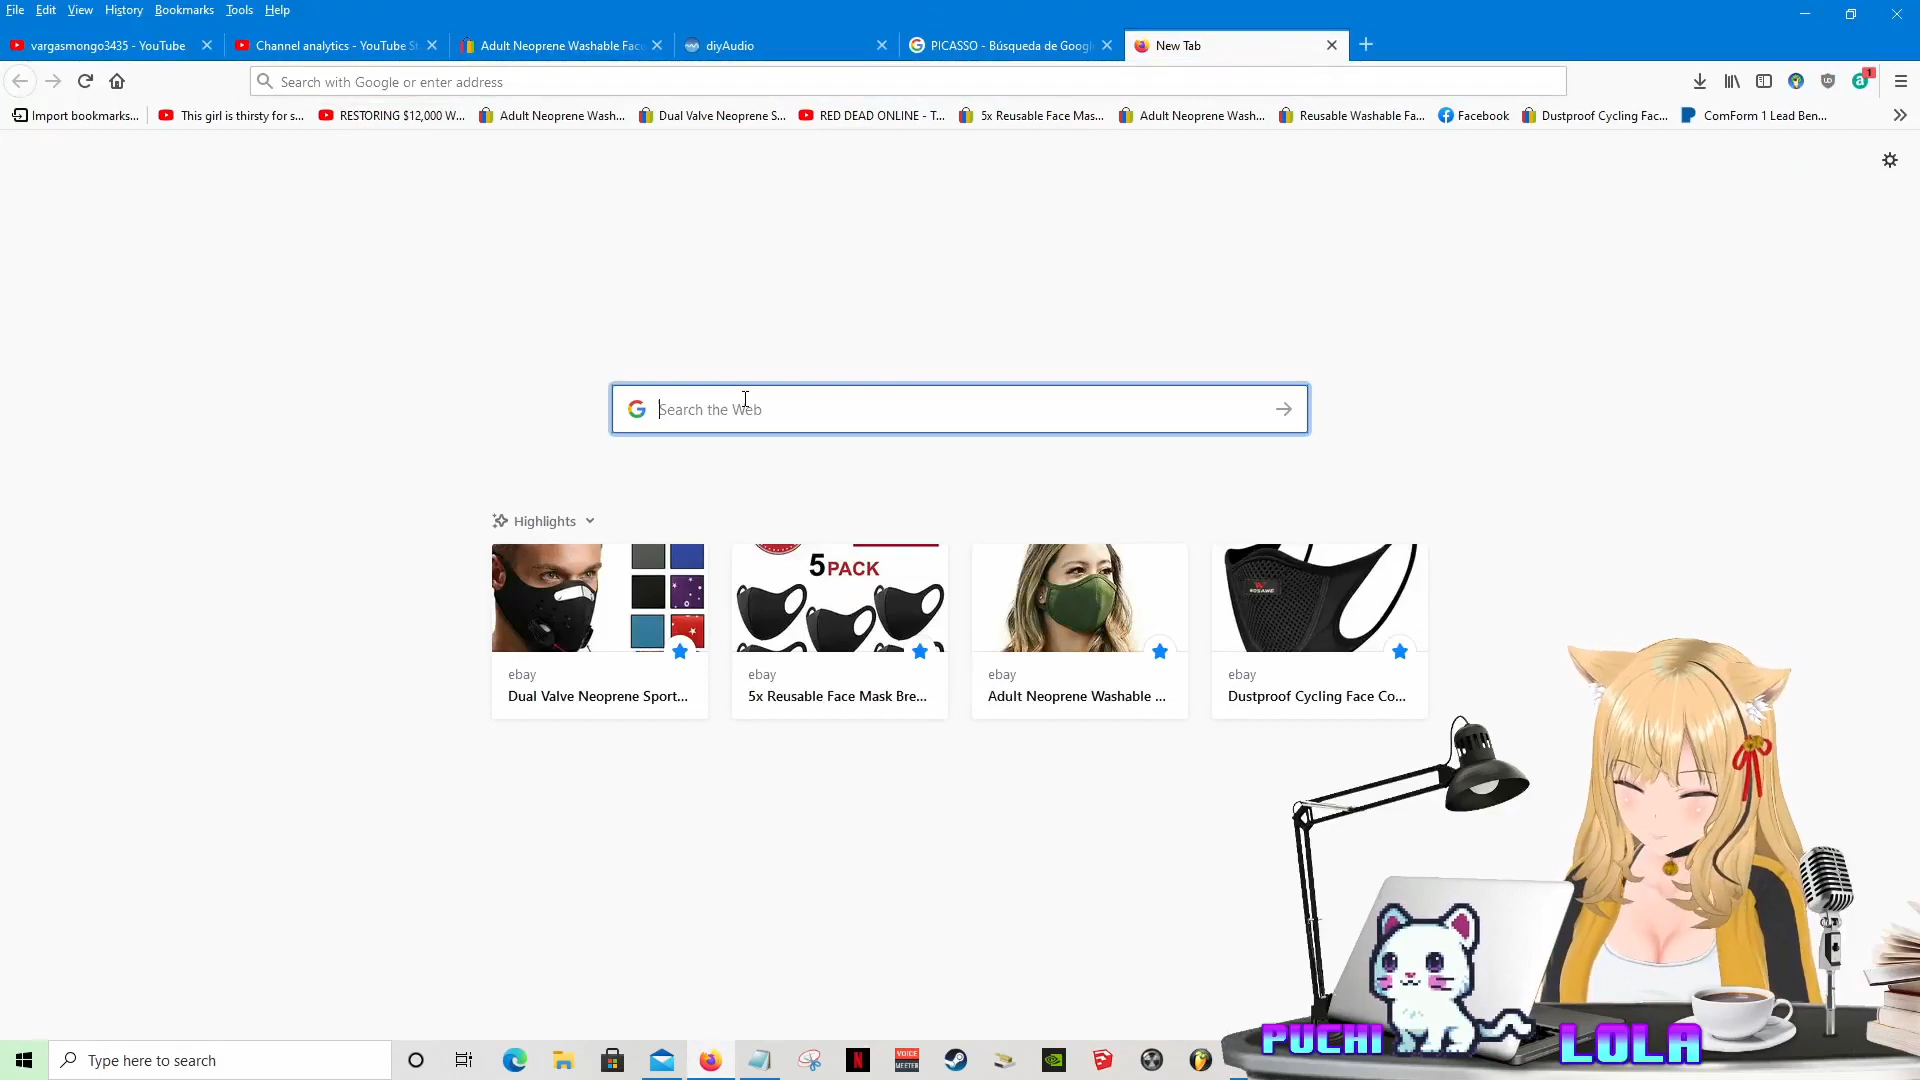 File Edit View History Bookmarks Tools Help
vargasmongo3435 - YouTube
Channel analytics - YouTube St
Adult Neoprene Washable Face
diyAudio
PICASSO - Búsqueda de Google
New Tab
Search with Google or enter address
1
Import bookmarks...
This girl is thirsty for s...
RESTORING $12,000 W...
Adult Neoprene Wash...
Dual Valve Neoprene S...
RED DEAD ONLINE - T...
5x Reusable Face Mas...
Adult Neoprene Wash...
Reusable Washable Fa...
Facebook
Dustproof Cycling Fac...
ComForm 1 Lead Ben...
Search the Web
Highlights
5PACK
ebay
Dual Valve Neoprene Sport...
ebay
5x Reusable Face Mask Bre...
ebay
Adult Neoprene Washable ...
ebay
Dustproof Cycling Face Co...
PUCHI
LOLA
Type here to search
VOICE
MEETER